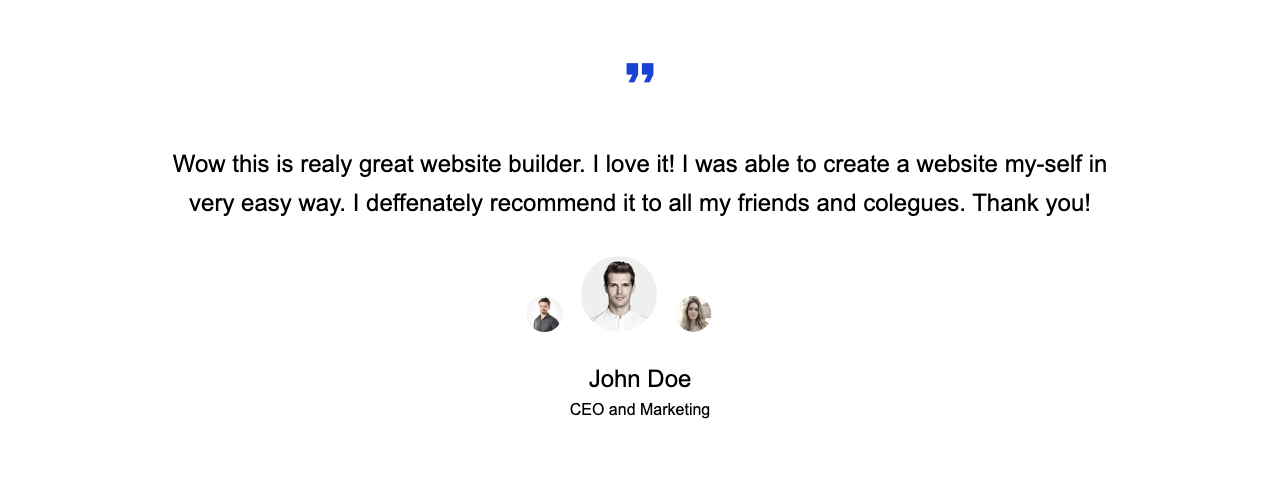 ”
Wow this is realy great website builder. I love it! I was able to create a website my-self in
very easy way. I deffenately recommend it to all my friends and colegues. Thank you!
John Doe
CEO and Marketing